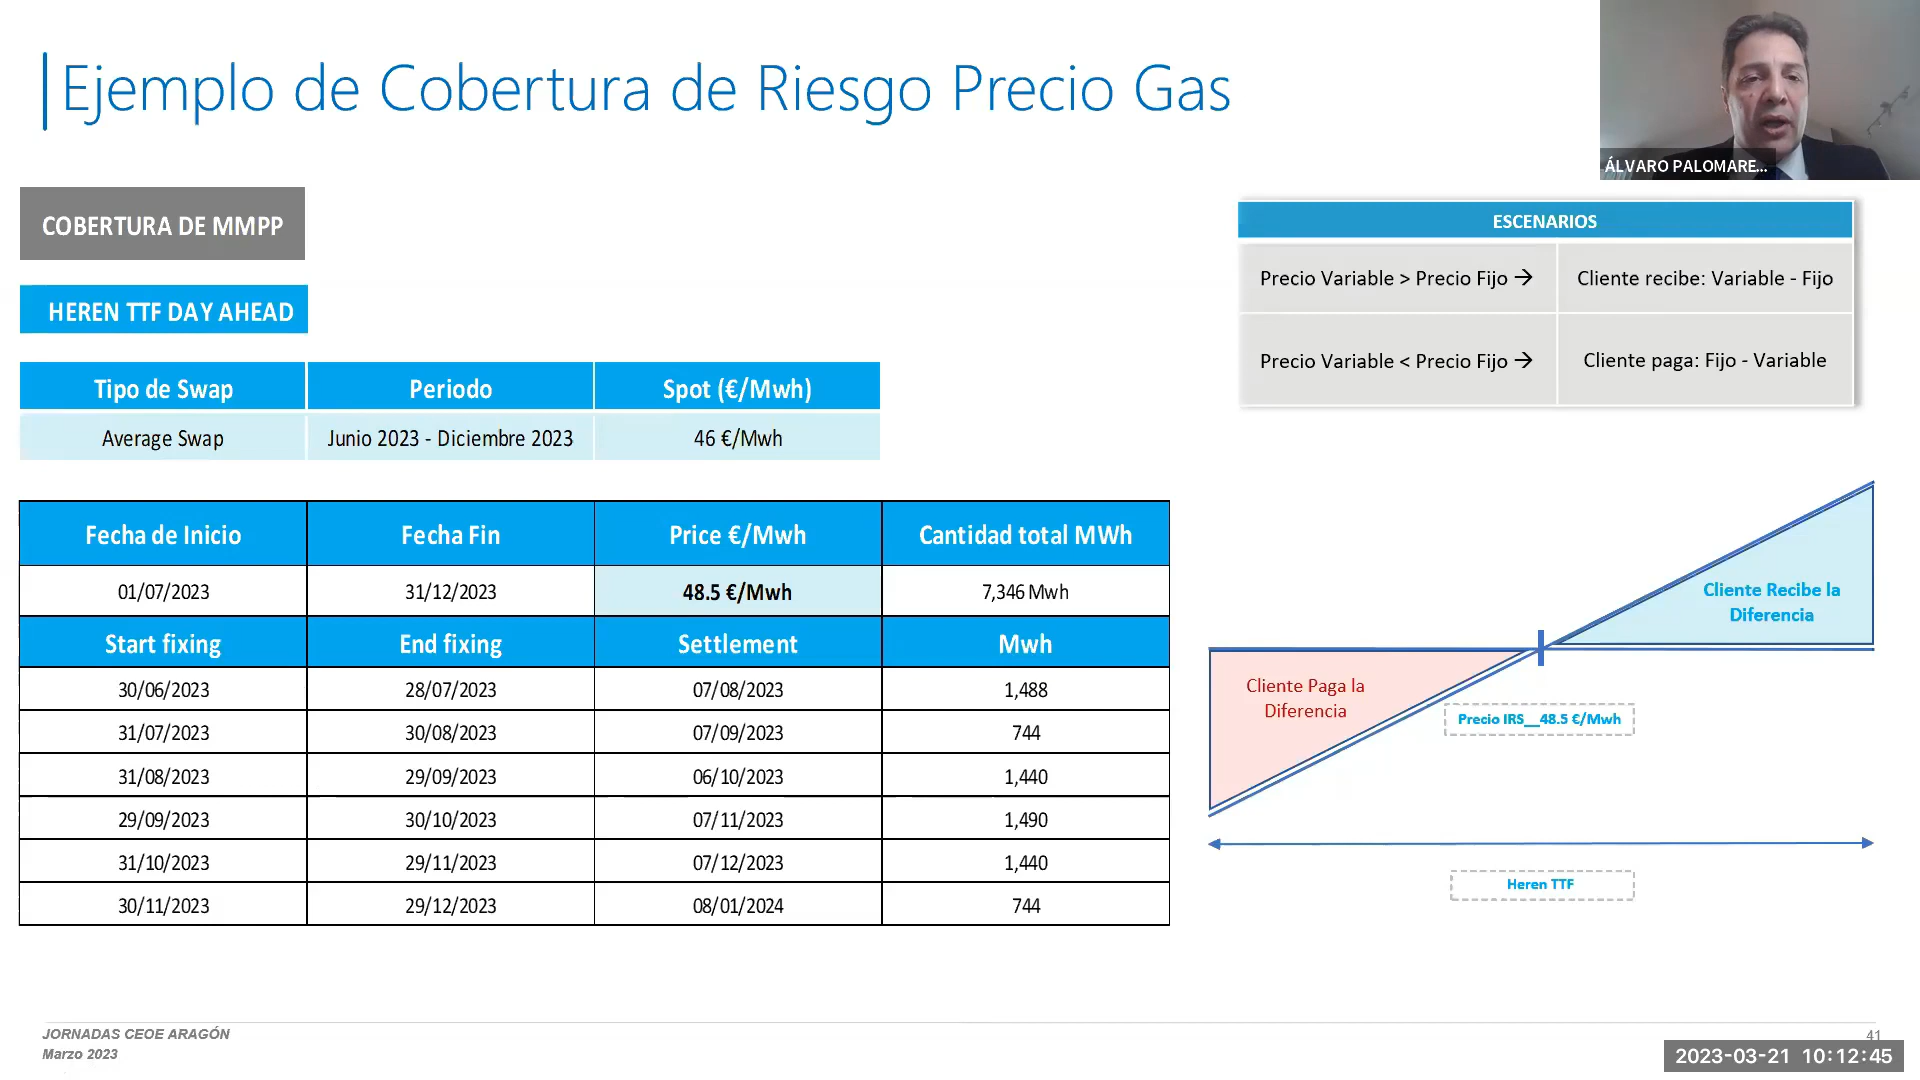 Ejemplo de Cobertura de Riesgo Precio Gas
ÁLVARO PALOMARE...
COBERTURA DE MMPP
HEREN TTF DAY AHEAD
Tipo de Swap Periodo Spot (€/Mwh)
Average Swap Junio 2023 - Diciembre 2023 46 €/Mwh
ESCENARIOS
Precio Variable > Precio Fijo → Cliente recibe: Variable - Fijo
Precio Variable < Precio Fijo → Cliente paga: Fijo - Variable
Fecha de Inicio Fecha Fin Price €/Mwh Cantidad total MWh
01/07/2023 31/12/2023 48.5 €/Mwh 7,346 Mwh
Start fixing End fixing Settlement Mwh
30/06/2023 28/07/2023 07/08/2023 1,488
31/07/2023 30/08/2023 07/09/2023 744
31/08/2023 29/09/2023 06/10/2023 1,440
29/09/2023 30/10/2023 07/11/2023 1,490
31/10/2023 29/11/2023 07/12/2023 1,440
30/11/2023 29/12/2023 08/01/2024 744
Cliente Recibe la
Diferencia
Cliente Paga la
Diferencia
Precio IRS__48.5 €/Mwh
Heren TTF
JORNADAS CEOE ARAGÓN
Marzo 2023
41
2023-03-21 10:12:45